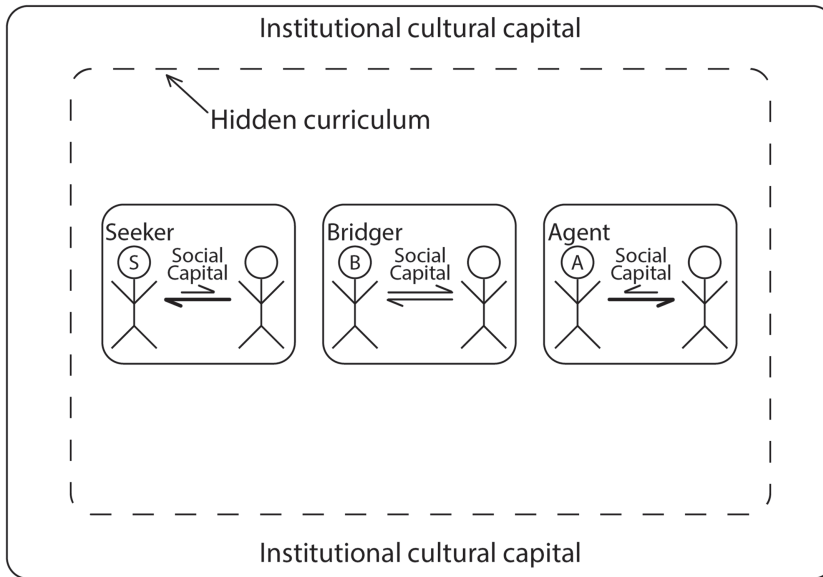 Institutional cultural capital
Hidden curriculum
Seeker
S
Social
Capital
Bridger
B
Social
Capital
Agent
A
Social
Capital
Institutional cultural capital